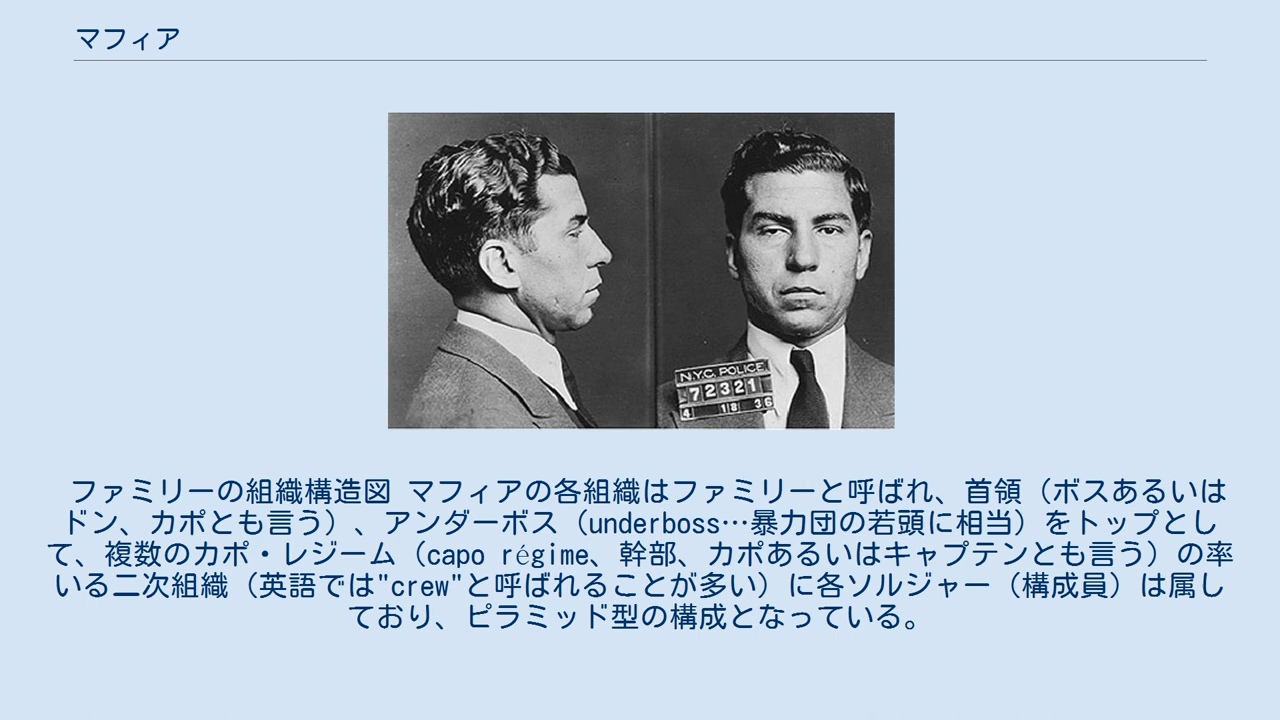 マフィア
N.Y.C. POLICE
72321
4 18 36
ファミリーの組織構造図 マフィアの各組織はファミリーと呼ばれ、首領（ボスあるいは
ドン、カポとも言う）、アンダーボス（underboss…暴力団の若頭に相当）をトップとし
て、複数のカポ・レジーム（capo régime、幹部、カポあるいはキャプテンとも言う）の率
いる二次組織（英語では"crew"と呼ばれることが多い）に各ソルジャー（構成員）は属し
ており、ピラミッド型の構成となっている。